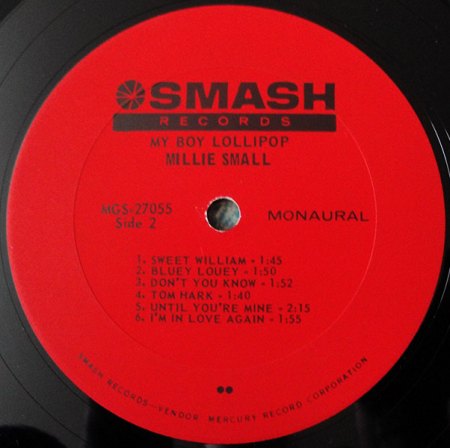 SMASH
RECORDS
MY BOY LOLLIPOP
MILLIE SMALL
MGS-27055
Side 2
MONAURAL
1. SWEET WILLIAM - 1:45
2. BLUEY LOUEY - 1:50
3. DON'T YOU KNOW - 1:52
4. TOM HARK - 1:40
5. UNTIL YOU'RE MINE - 2:15
6. I'M IN LOVE AGAIN - 1:55
SMASH RECORDS—VENDOR, MERCURY RECORD CORPORATION